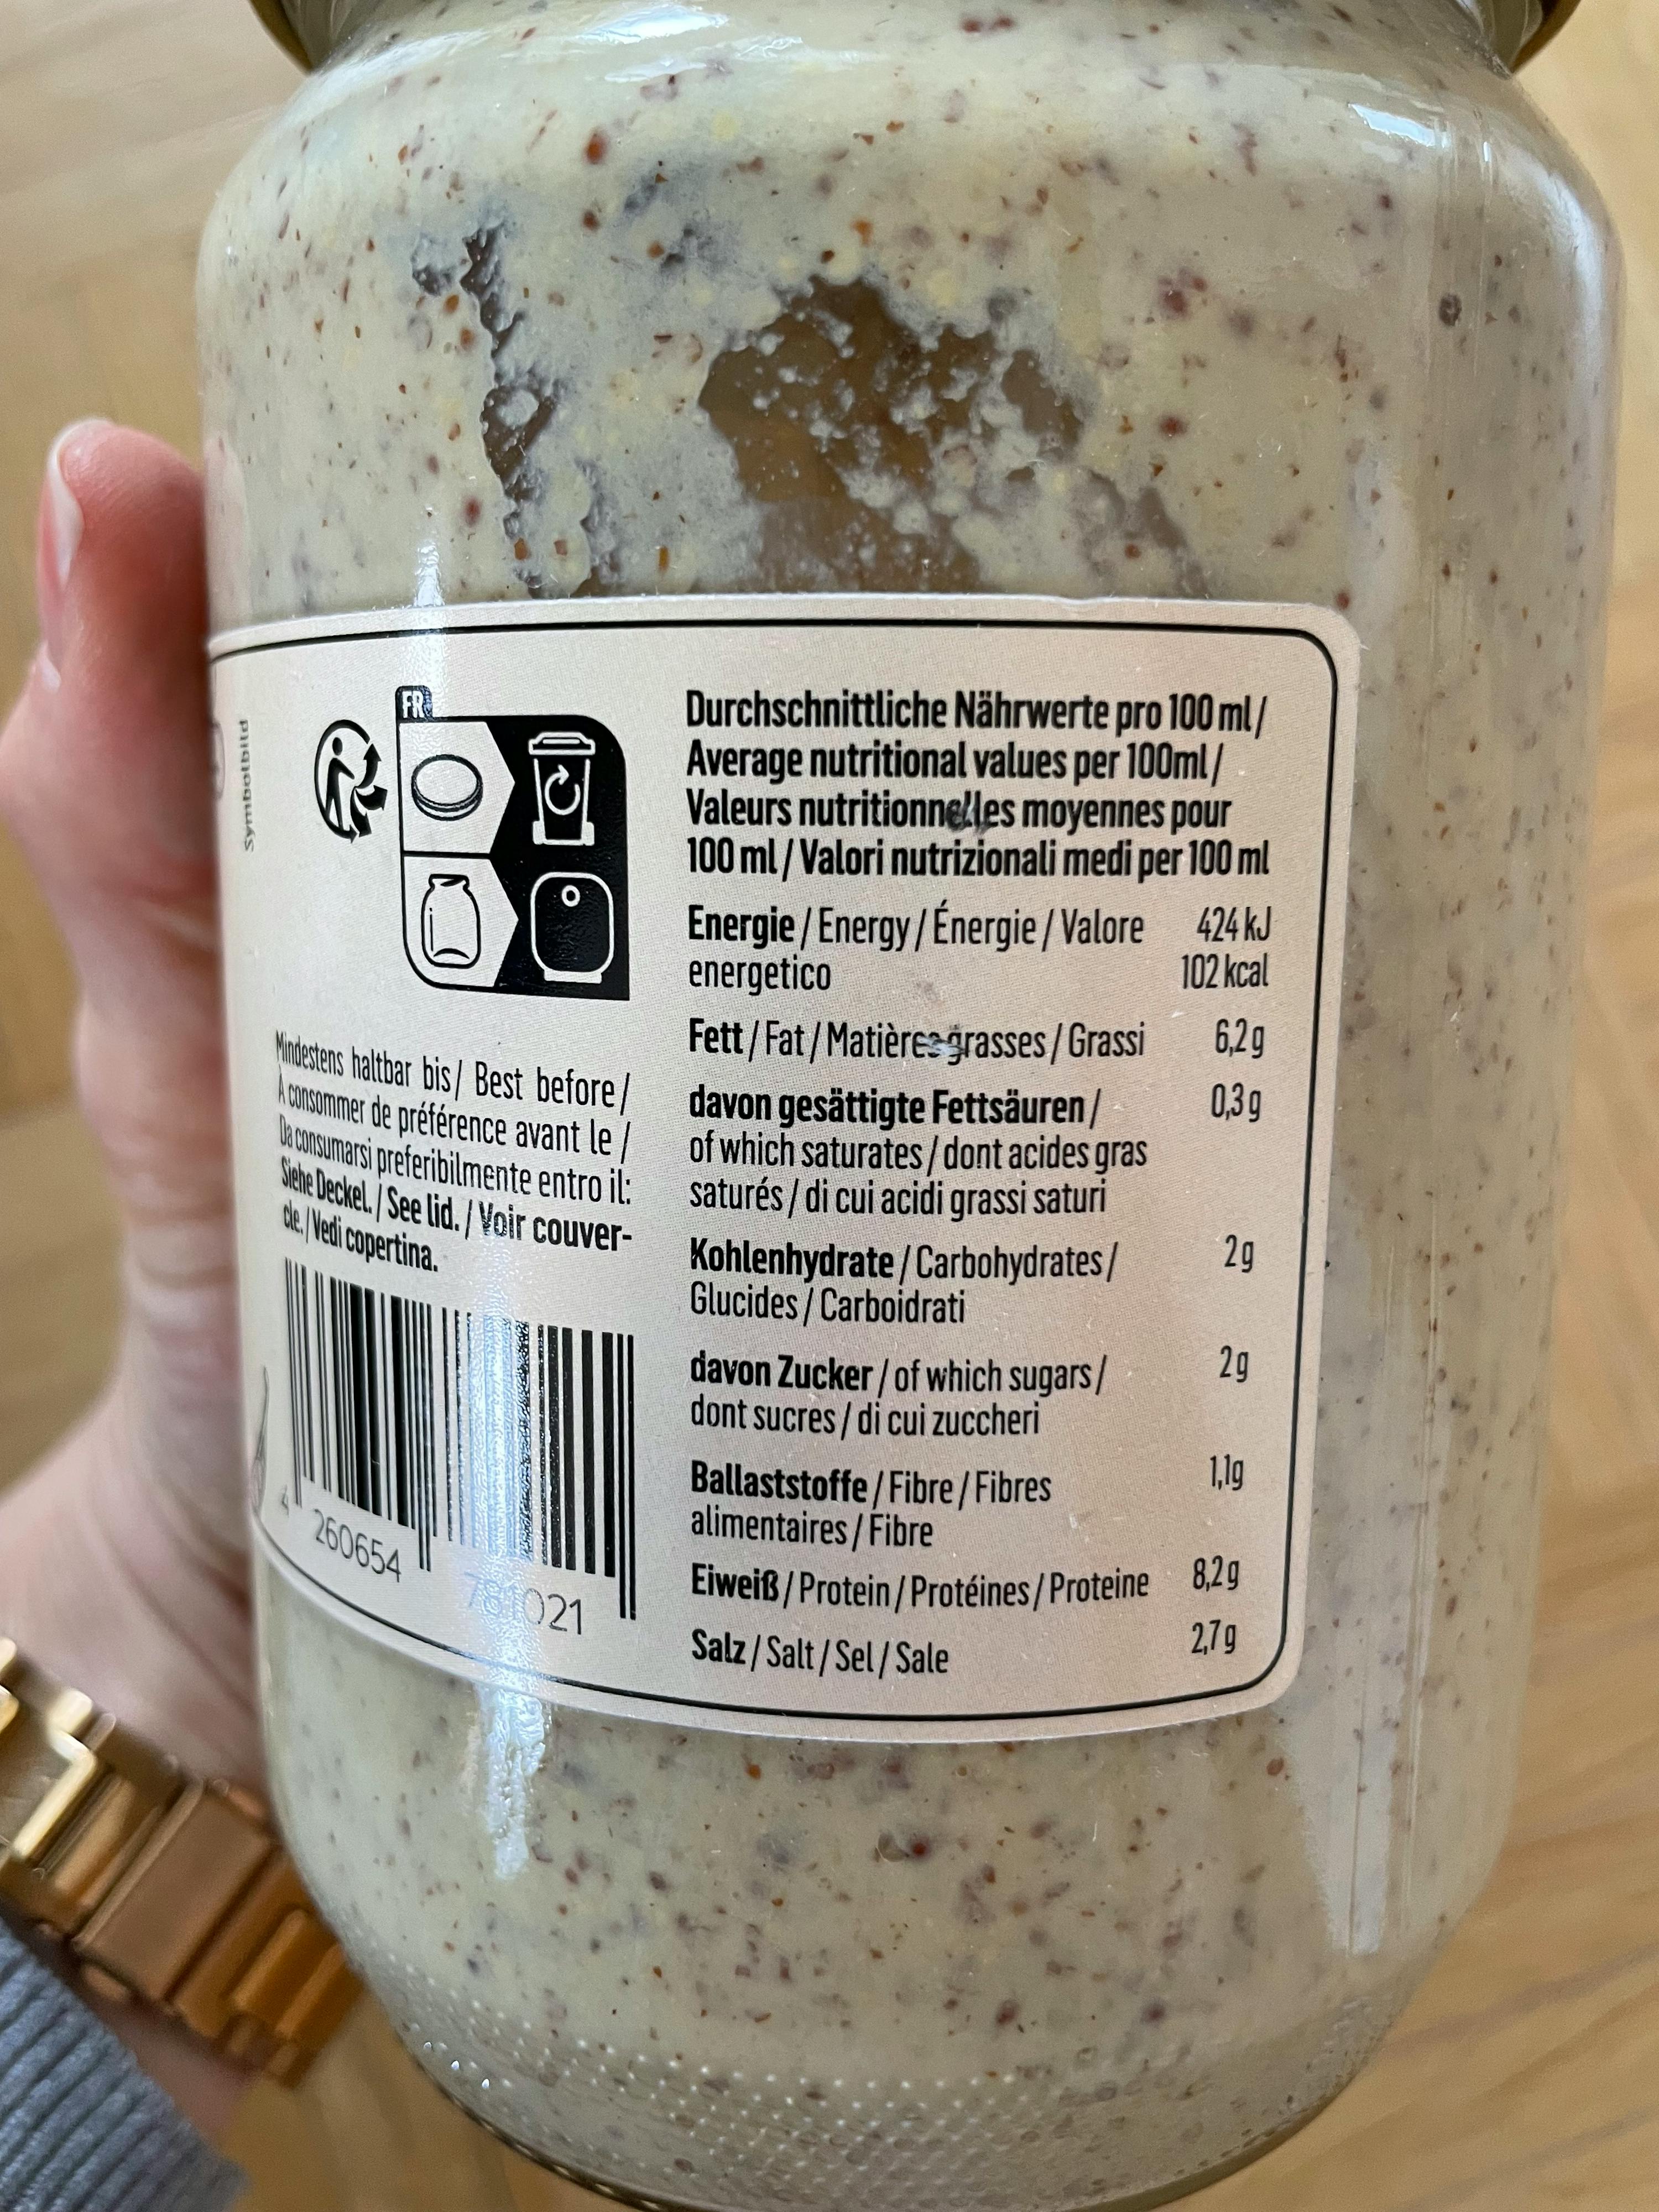 Symbolbild
FR
Mindestens haltbar bis/ Best before/
À consommer de préférence avant le /
Da consumarsi preferibilmente entro il:
Siehe Deckel. / See lid. / Voir couver-
cle. / Vedi copertina.
4 260654 781021
Durchschnittliche Nährwerte pro 100 ml /
Average nutritional values per 100ml /
Valeurs nutritionnelles moyennes pour
100 ml / Valori nutrizionali medi per 100 ml
Energie / Energy / Énergie / Valore 424 kJ
energetico 102 kcal
Fett / Fat / Matières grasses / Grassi 6,2 g
davon gesättigte Fettsäuren / 0,3 g
of which saturates / dont acides gras
saturés / di cui acidi grassi saturi
Kohlenhydrate / Carbohydrates / 2 g
Glucides / Carboidrati
davon Zucker / of which sugars / 2 g
dont sucres / di cui zuccheri
Ballaststoffe / Fibre / Fibres 1,1g
alimentaires / Fibre
Eiweiß / Protein / Protéines / Proteine 8,2 g
Salz / Salt / Sel / Sale 2,7 g